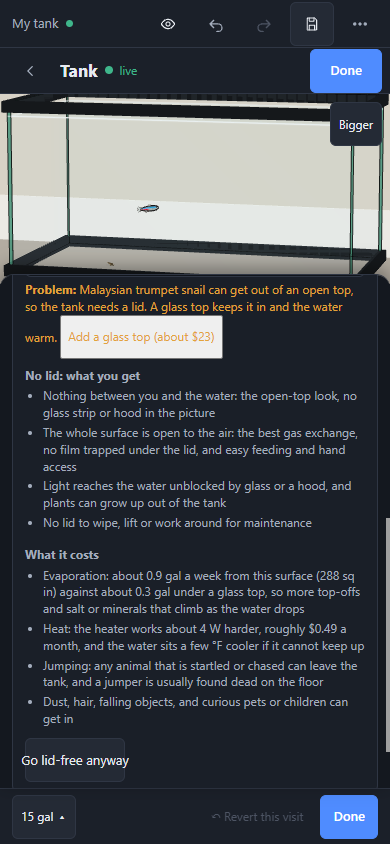 My tank
Tank live
Done
Bigger
Problem: Malaysian trumpet snail can get out of an open top,
so the tank needs a lid. A glass top keeps it in and the water
warm. Add a glass top (about $23)
No lid: what you get
• Nothing between you and the water: the open-top look, no
glass strip or hood in the picture
• The whole surface is open to the air: the best gas exchange,
no film trapped under the lid, and easy feeding and hand
access
• Light reaches the water unblocked by glass or a hood, and
plants can grow up out of the tank
• No lid to wipe, lift or work around for maintenance
What it costs
• Evaporation: about 0.9 gal a week from this surface (288 sq
in) against about 0.3 gal under a glass top, so more top-offs
and salt or minerals that climb as the water drops
• Heat: the heater works about 4 W harder, roughly $0.49 a
month, and the water sits a few °F cooler if it cannot keep up
• Jumping: any animal that is startled or chased can leave the
tank, and a jumper is usually found dead on the floor
• Dust, hair, falling objects, and curious pets or children can
get in
Go lid-free anyway
15 gal
Revert this visit
Done